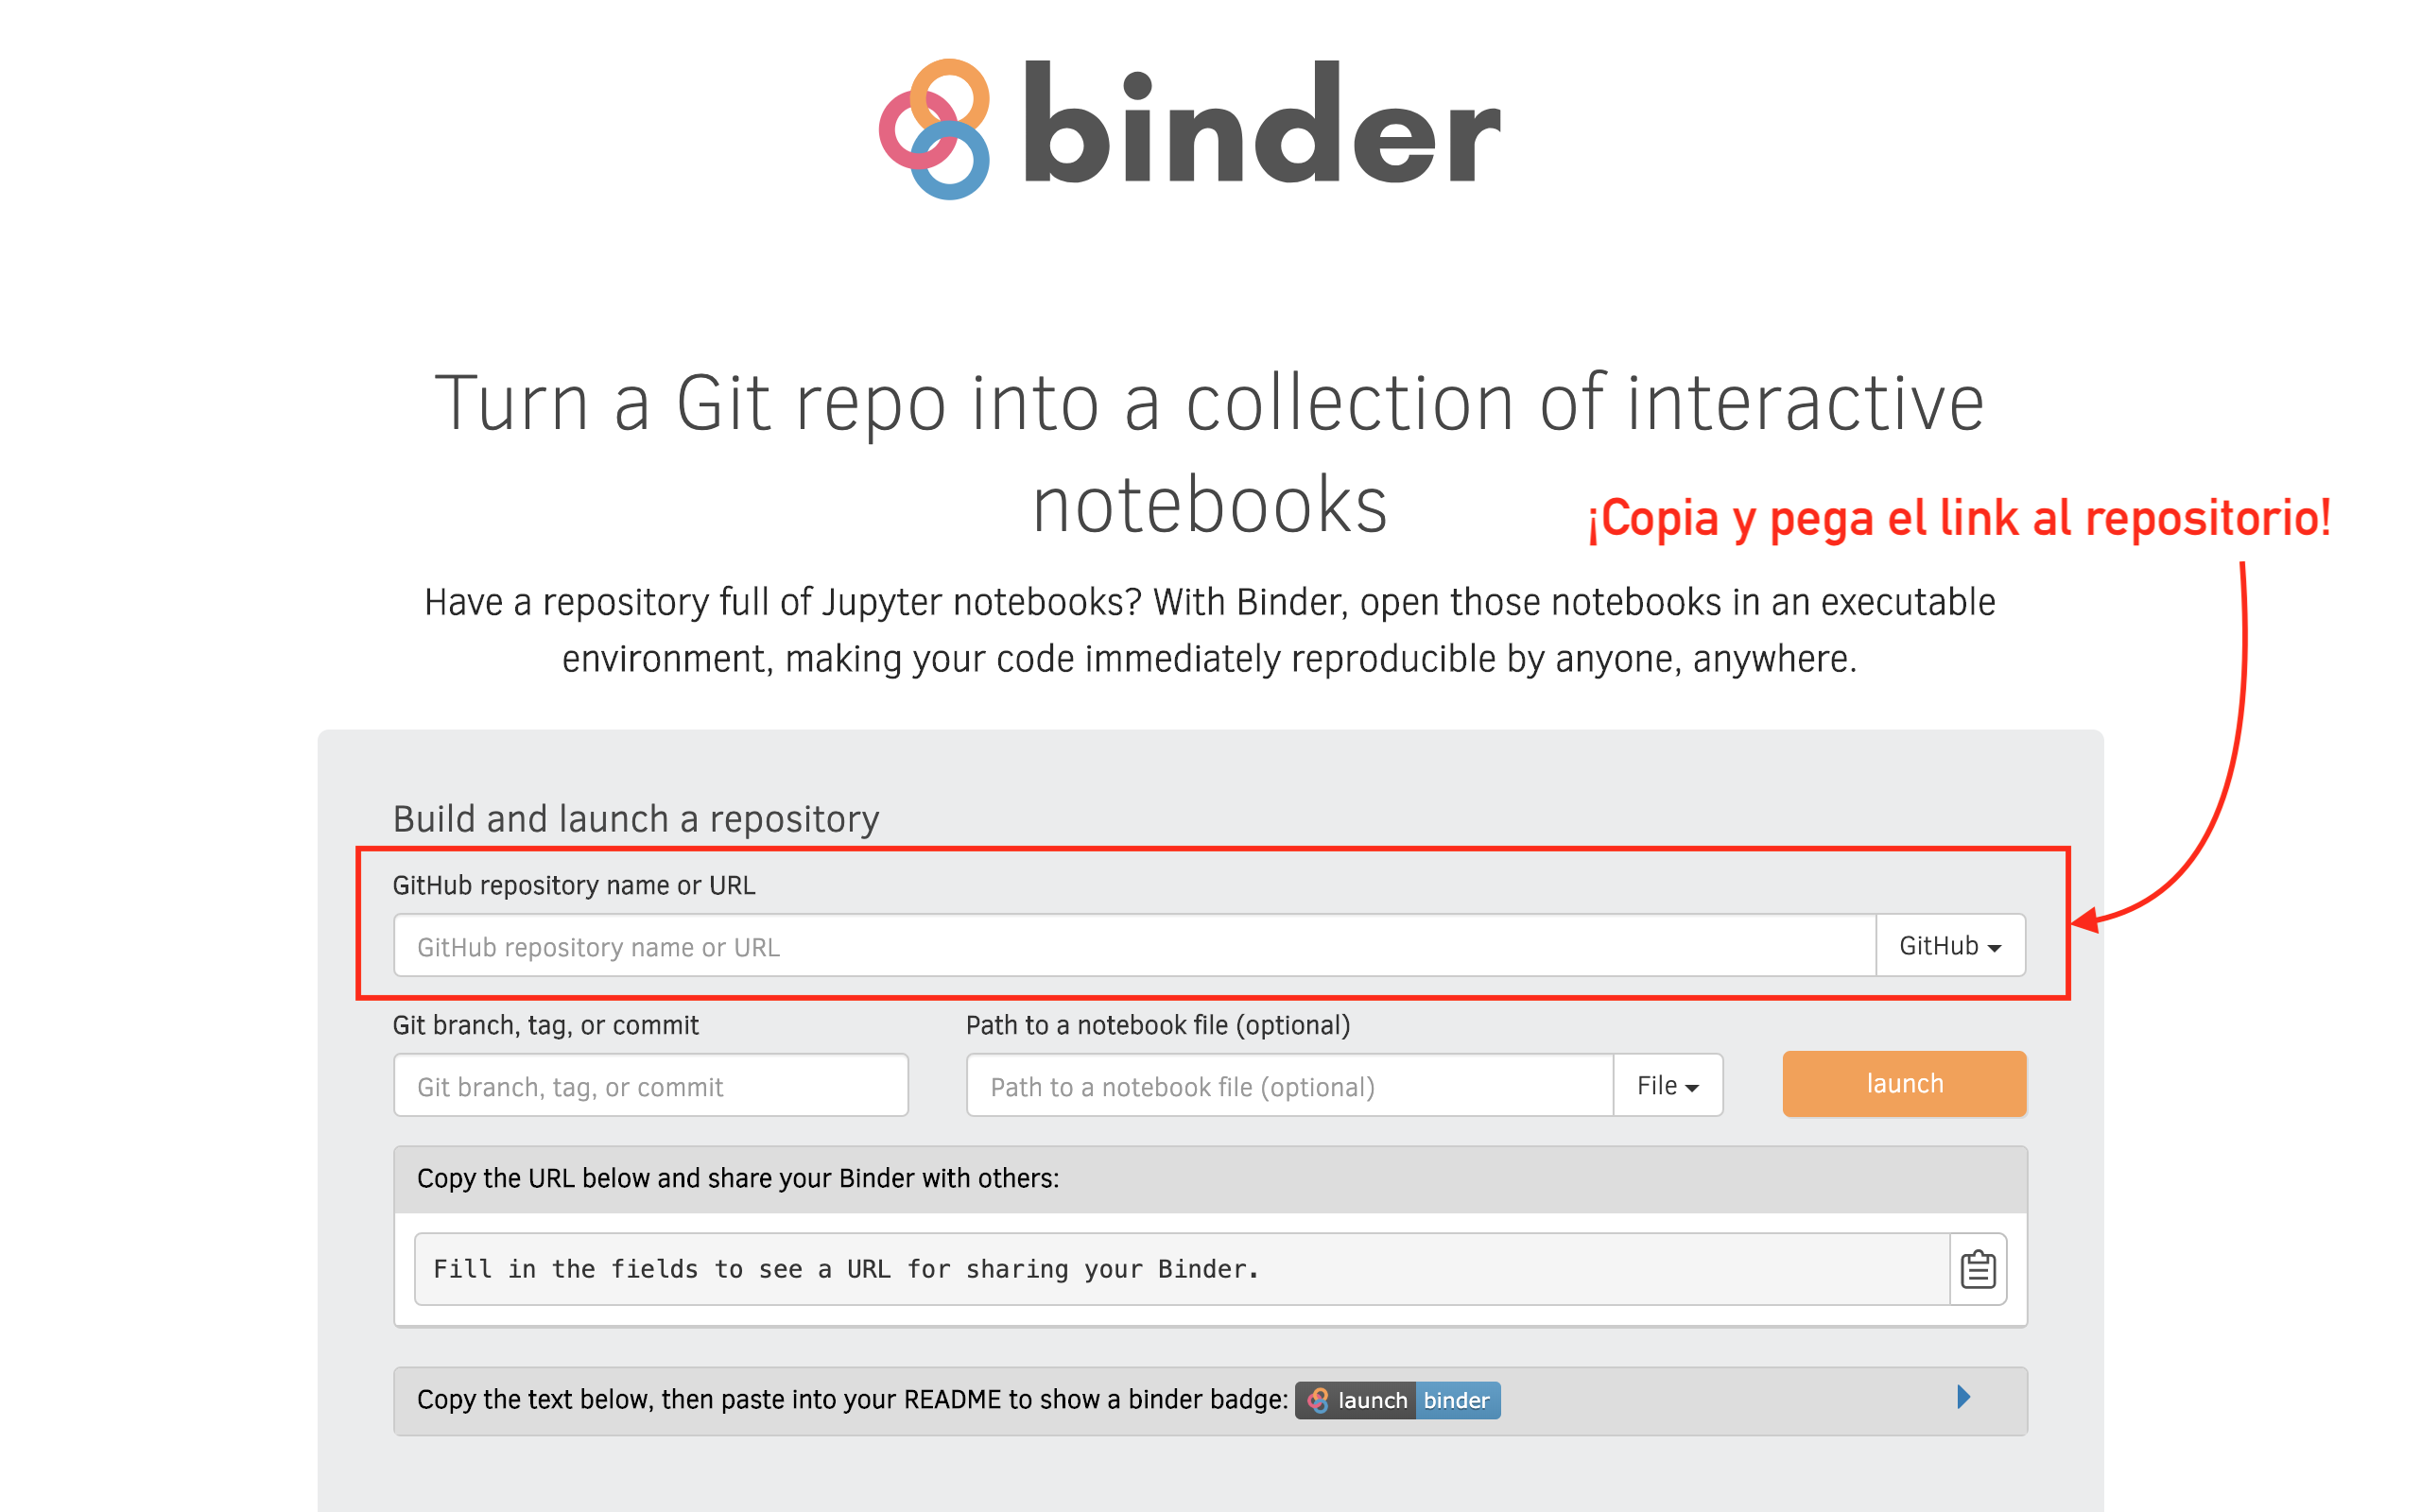 binder
Turn a Git repo into a collection of interactive
notebooks
¡Copia y pega el link al repositorio!
Have a repository full of Jupyter notebooks? With Binder, open those notebooks in an executable
environment, making your code immediately reproducible by anyone, anywhere.
Build and launch a repository
GitHub repository name or URL
GitHub repository name or URL
GitHub
Git branch, tag, or commit
Path to a notebook file (optional)
Git branch, tag, or commit
Path to a notebook file (optional)
File
launch
Copy the URL below and share your Binder with others:
Fill in the fields to see a URL for sharing your Binder.
Copy the text below, then paste into your README to show a binder badge: launch binder